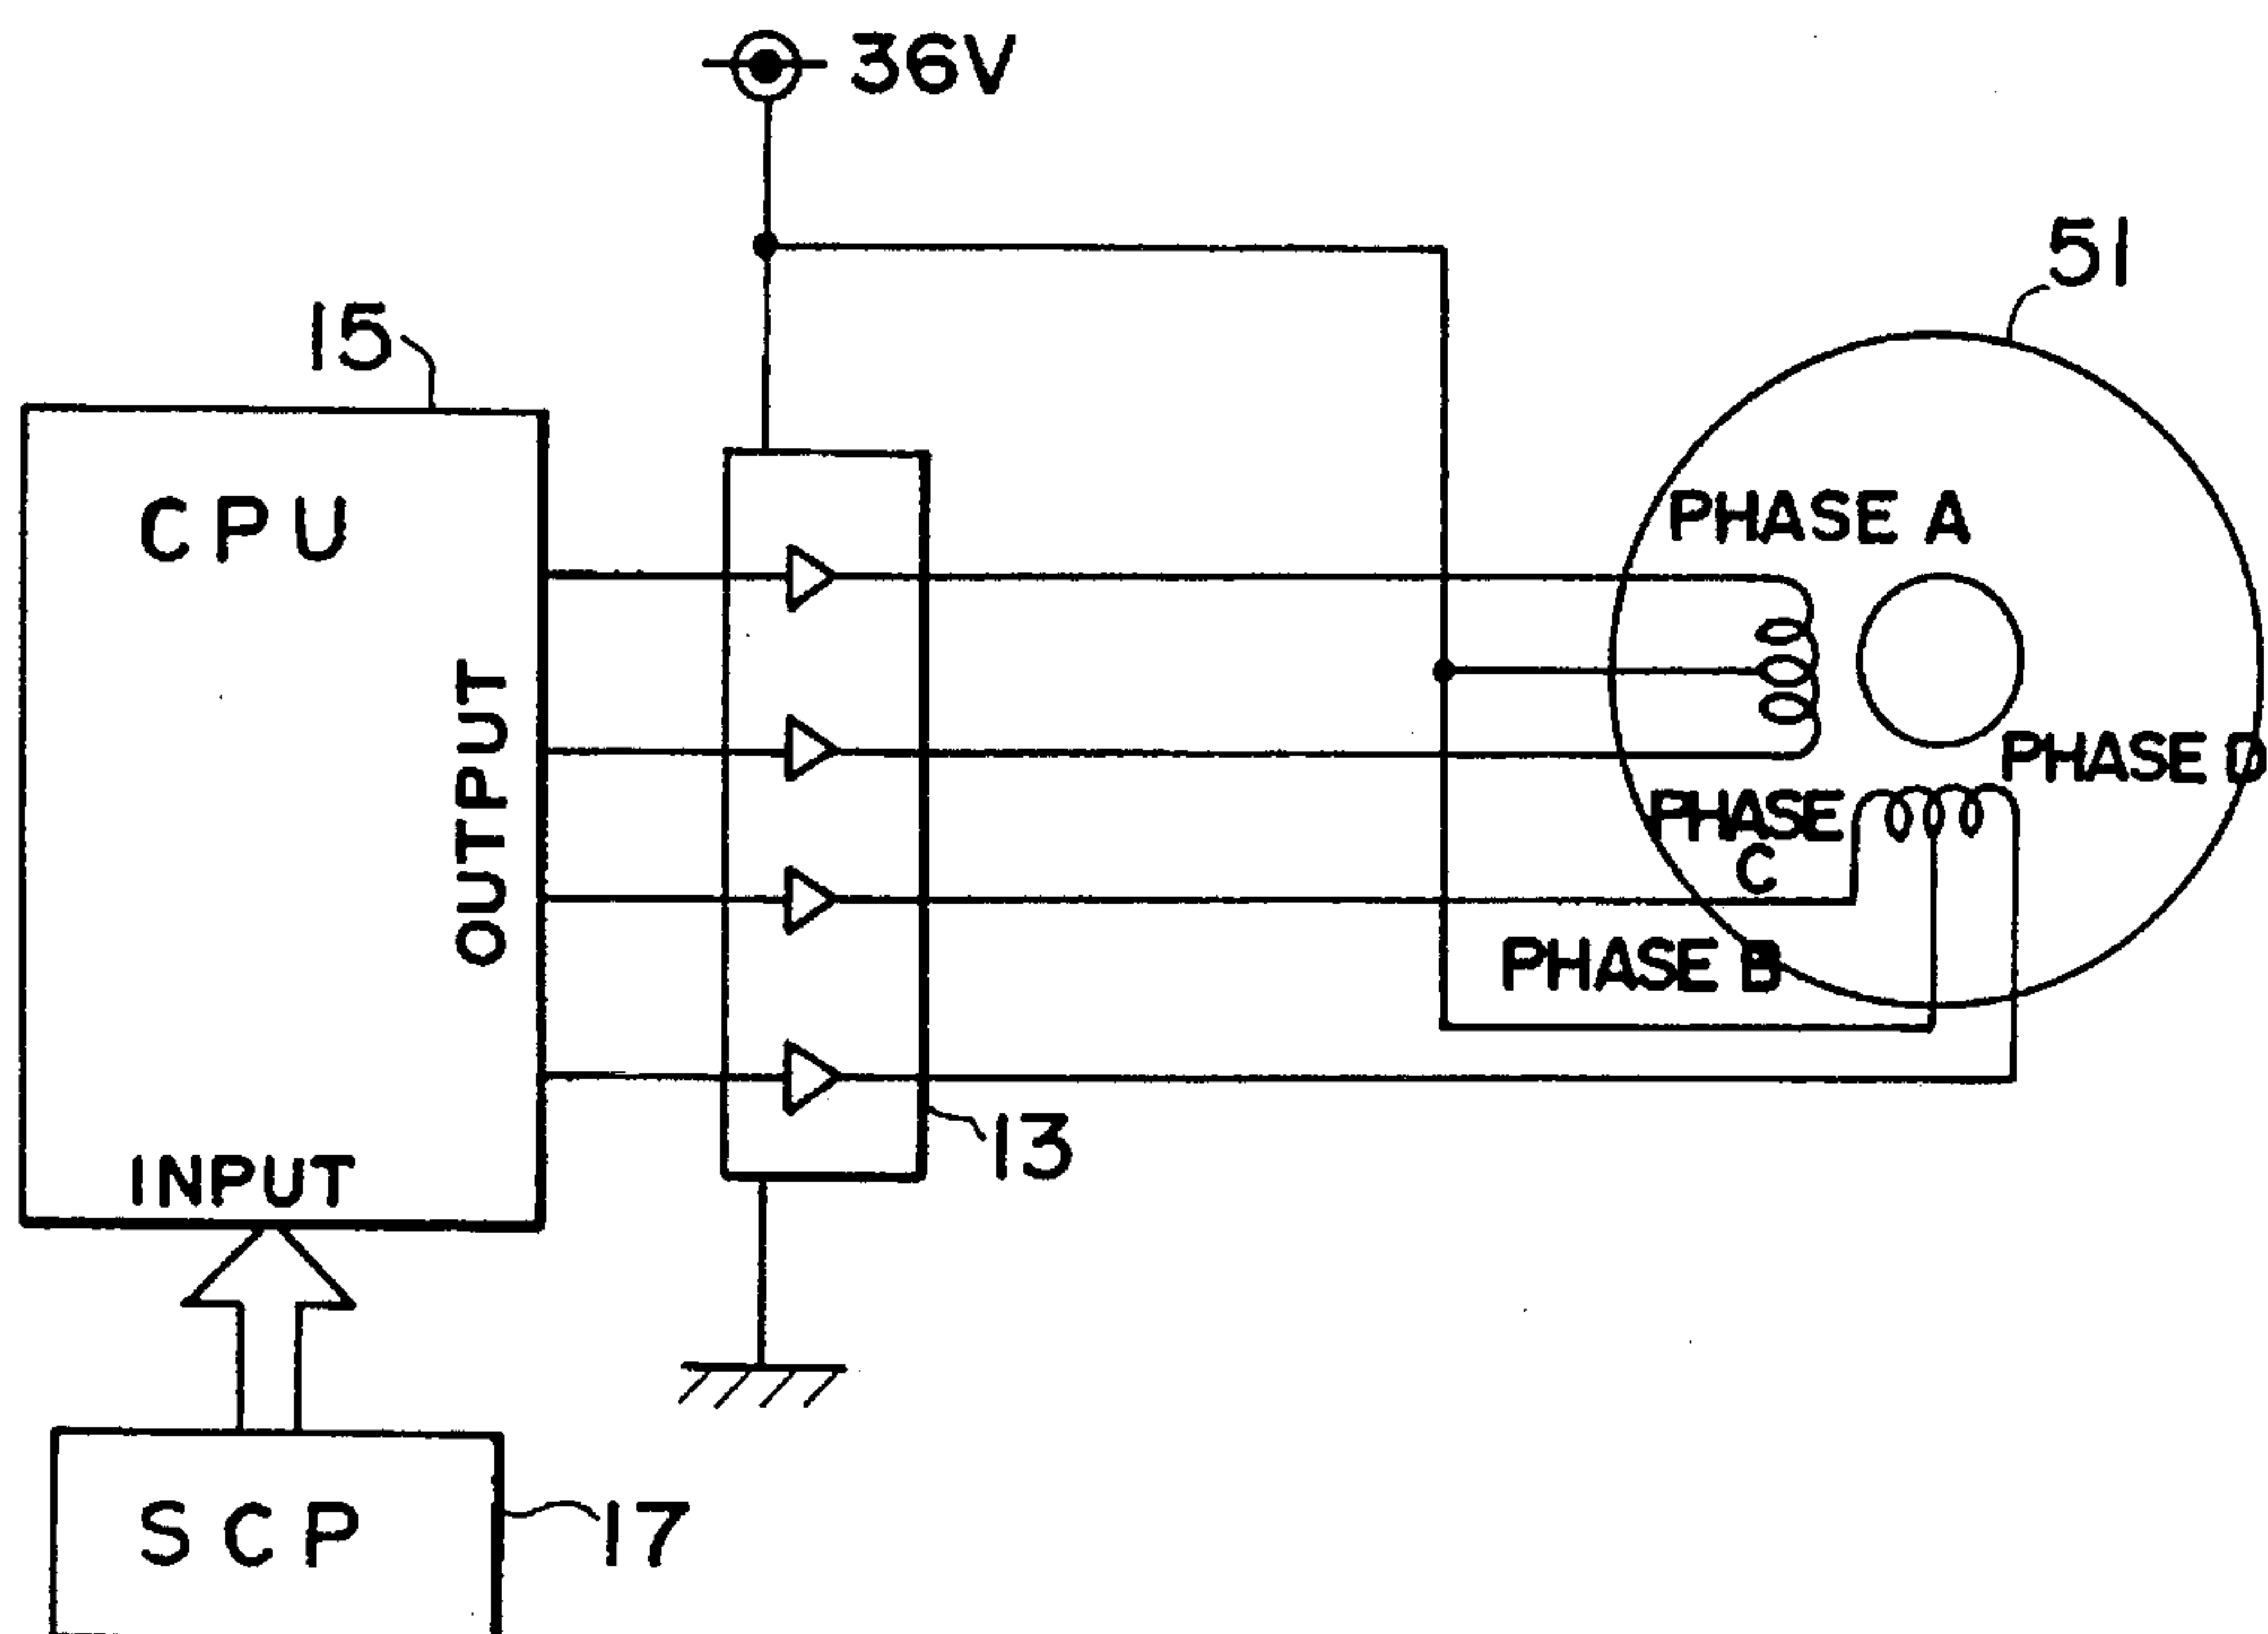 36V
51
15
CPU
PHASE A
OUTPUT
PHASE D
PHASE
C
PHASE B
13
INPUT
SCP
17